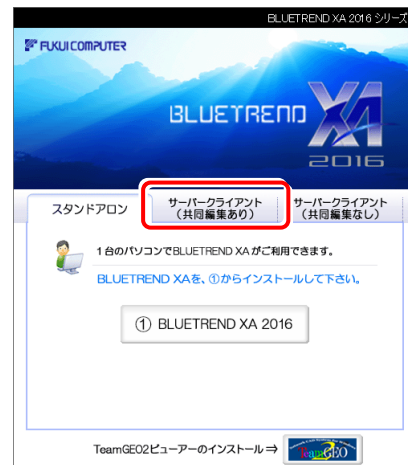 BLUETREND XA 2016 シリーズ
FUKUI COMPUTER
BLUETREND XA
2016
スタンドアロン
サーバークライアント
（共同編集あり）
サーバークライアント
（共同編集なし）
1台のパソコンでBLUETREND XAがご利用できます。
BLUETREND XAを、①からインストールして下さい。
① BLUETREND XA 2016
TeamGEO2ビューアーのインストール⇒
TeamGEO